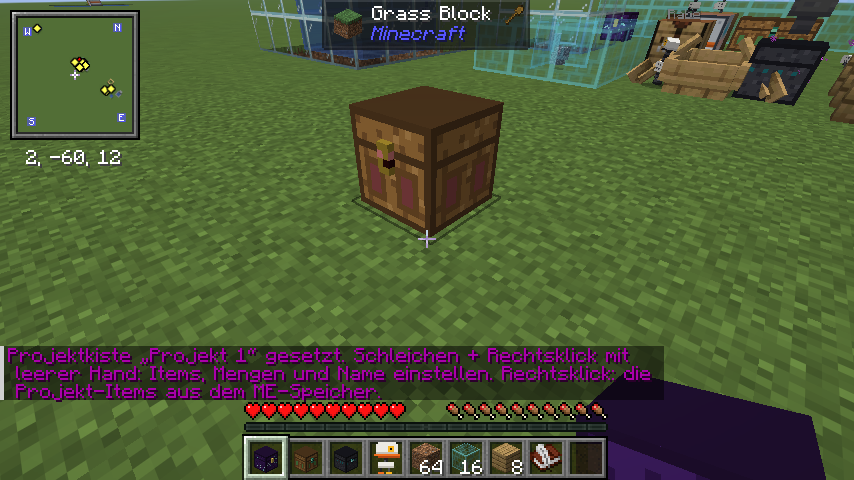 Grass Block
Minecraft
W
N
S
E
2, -60, 12
Name
Projektkiste „Projekt 1“ gesetzt. Schleichen + Rechtsklick mit
leerer Hand: Items, Mengen und Name einstellen. Rechtsklick: die
Projekt-Items aus dem ME-Speicher.
64
16
8